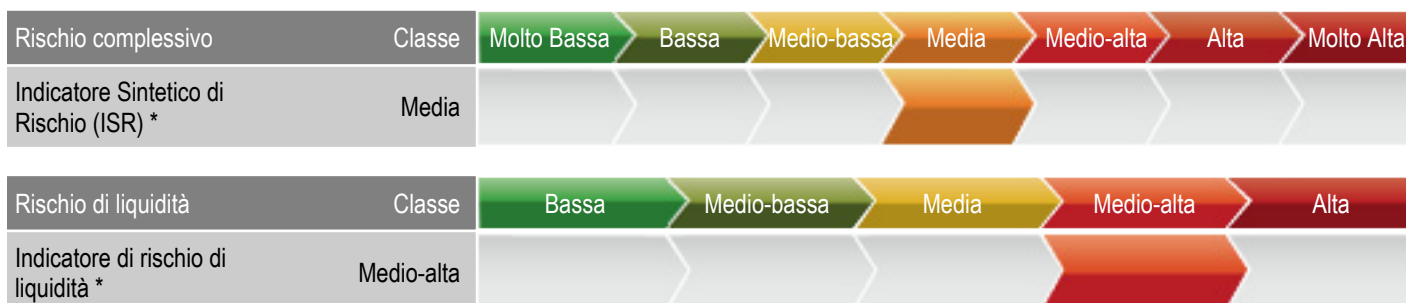 Rischio complessivo Classe Molto Bassa Bassa Medio-bassa Media Medio-alta Alta Molto Alta
Indicatore Sintetico di
Rischio (ISR) * Media
Rischio di liquidità Classe Bassa Medio-bassa Media Medio-alta Alta
Indicatore di rischio di
liquidità * Medio-alta